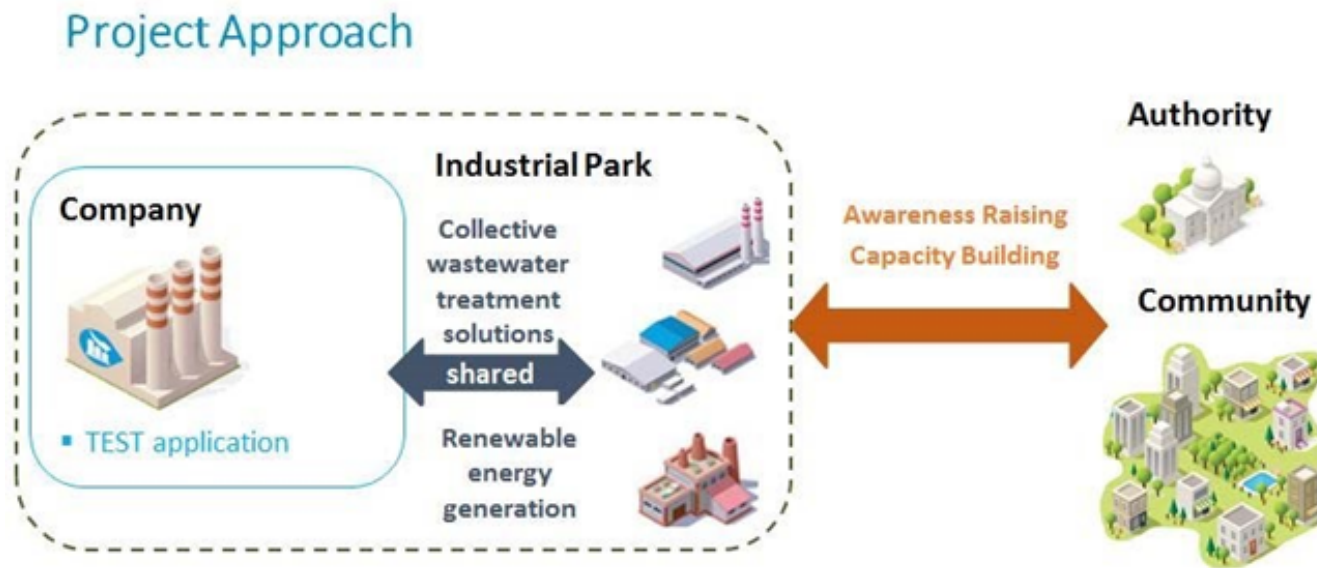 Project Approach
Authority
Industrial Park
Company
Collective
wastewater
treatment
solutions
shared
Renewable
energy
generation
▪ TEST application
Awareness Raising
Capacity Building
Community